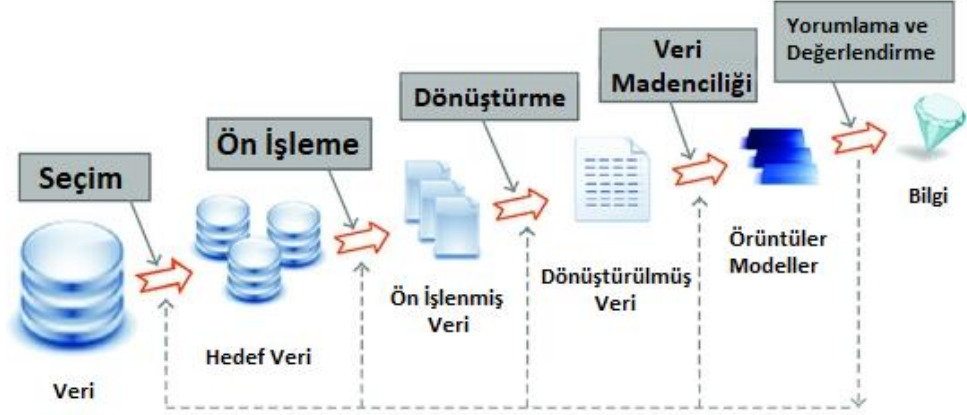 Seçim
Ön İşleme
Dönüştürme
Veri
Madenciliği
Yorumlama ve
Değerlendirme
Veri
Hedef Veri
Ön İşlenmiş
Veri
Dönüştürülmüş
Veri
Örüntüler
Modeller
Bilgi